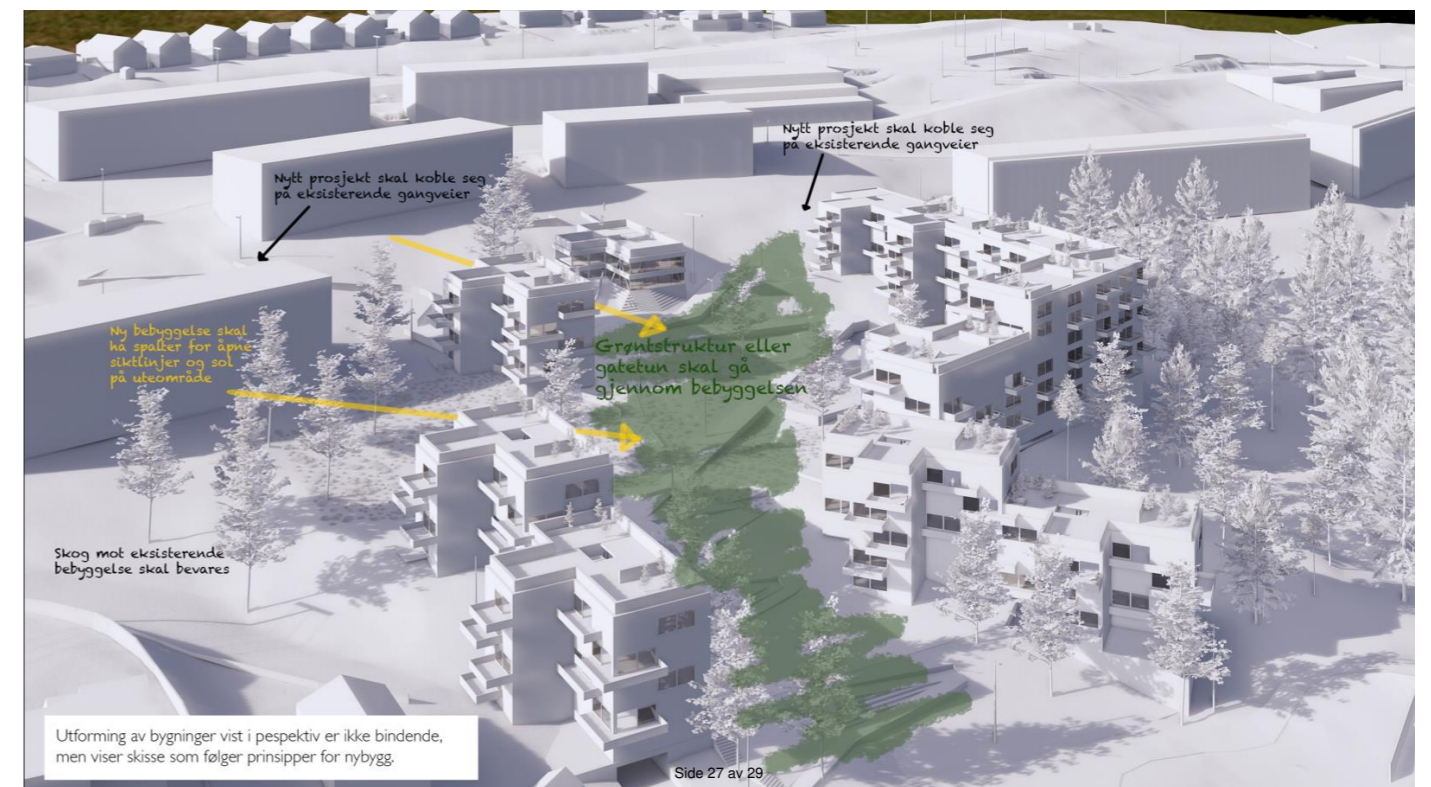 Nytt prosjekt skal koble seg
på eksisterende gangveier
Nytt prosjekt skal koble seg
på eksisterende gangveier
Ny bebyggelse skal
ha spalter for åpne
siktlinjer og sol
på uteområde
Grøntstruktur eller
gatetun skal gå
gjennom bebyggelsen
Skog mot eksisterende
bebyggelse skal bevares
Utforming av bygninger vist i pespektiv er ikke bindende,
men viser skisse som følger prinsipper for nybygg.
Side 27 av 29